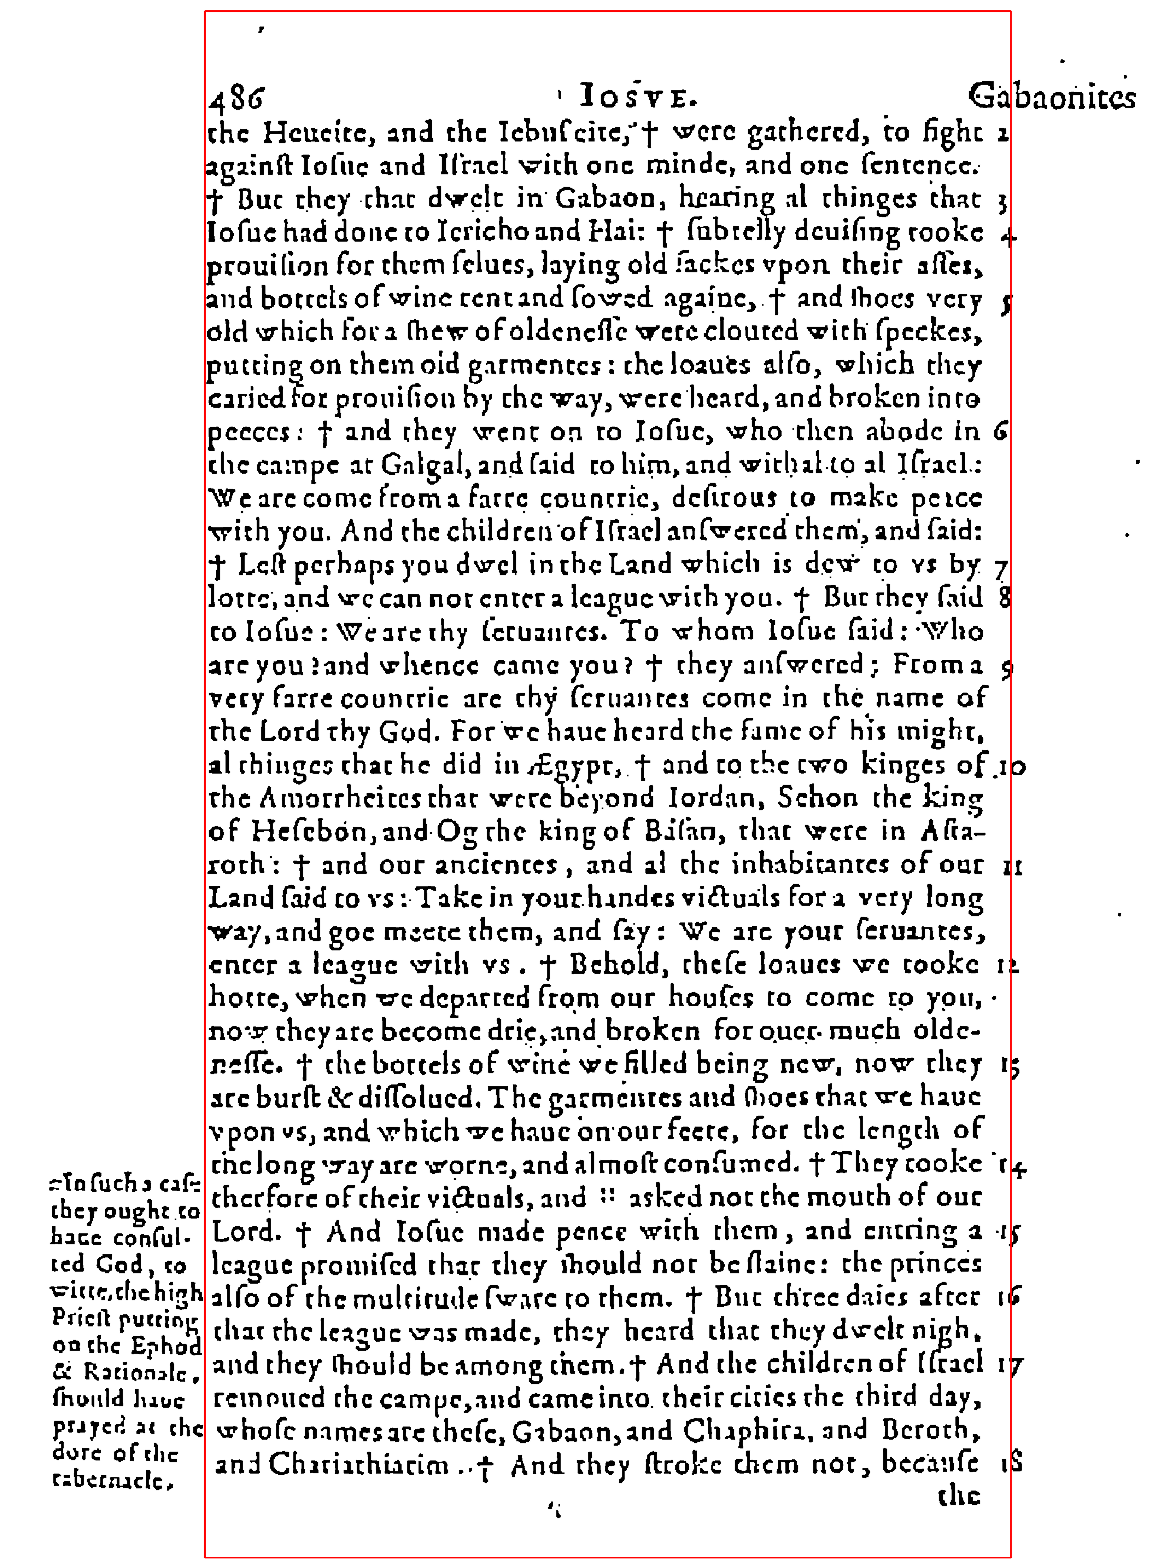 486 IOSVE. Gabaonites
the Heueite, and the Iebuſeite, † were gathered, to fight 2
againſt Ioſue and Iſrael with one minde, and one ſentence.
† But they that dwelt in Gabaon, hearing al thinges that 3
Ioſue had done to Iericho and Hai: † ſubtelly deuiſing tooke 4
prouiſion for them ſelues, laying old ſackes vpon their aſſes,
and bottels of wine rent and ſowed againe, † and ſhoes very 5
old which for a ſhew of oldeneſſe were clouted with ſpeckes,
putting on them old garmentes: the loaues alſo, which they
caried for prouiſion by the way, were heard, and broken into
peeces: † and they went on to Ioſue, who then abode in 6
the campe at Galgal, and ſaid to him, and withal to al Iſrael:
We are come from a farre countrie, deſirous to make peace
with you. And the children of Iſrael anſwered them, and ſaid:
† Leſt perhaps you dwel in the Land which is dew to vs by 7
lotte, and we can not enter a league with you. † But they ſaid 8
to Ioſue: We are thy ſeruantes. To whom Ioſue ſaid: Who
are you? and whence came you? † they anſwered; From a 9
very farre countrie are thy ſeruantes come in the name of
the Lord thy God. For we haue heard the fame of his might,
al thinges that he did in Ægypt, † and to the two kinges of 10
the Amorrheites that were beyond Iordan, Sehon the king
of Heſebon, and Og the king of Baſan, that were in Aſta-
roth: † and our ancientes, and al the inhabitantes of our 11
Land ſaid to vs: Take in your handes victuals for a very long
way, and goe meete them, and ſay: We are your ſeruantes,
enter a league with vs. † Behold, theſe loaues we tooke 12
hotte, when we departed from our houſes to come to you,
now they are become drie, and broken for ouer much olde-
neſſe. † the bottels of wine we filled being new, now they 13
are burſt & diſſolued. The garmentes and ſhoes that we haue
vpon vs, and which we haue on our feete, for the length of
the long way are worne, and almoſt conſumed. † They tooke 14
therfore of their victuals, and :: asked not the mouth of our
Lord. † And Ioſue made peace with them, and entring a 15
league promiſed that they ſhould not be ſlaine: the princes
alſo of the multitude ſware to them. † But three daies after 16
that the league was made, they heard that they dwelt nigh,
and they ſhould be among them. † And the children of Iſrael 17
remoued the campe, and came into their cities the third day,
whoſe names are theſe, Gabaon, and Chaphira, and Beroth,
and Chariathiarim. † And they ſtroke them not, becauſe 18
the
:: In ſuch a caſe
they ought to
haue conſul-
ted God, to
witte, the high
Prieſt putting
on the Ephod
& Rationale,
ſhould haue
prayed at the
dore of the
tabernacle.